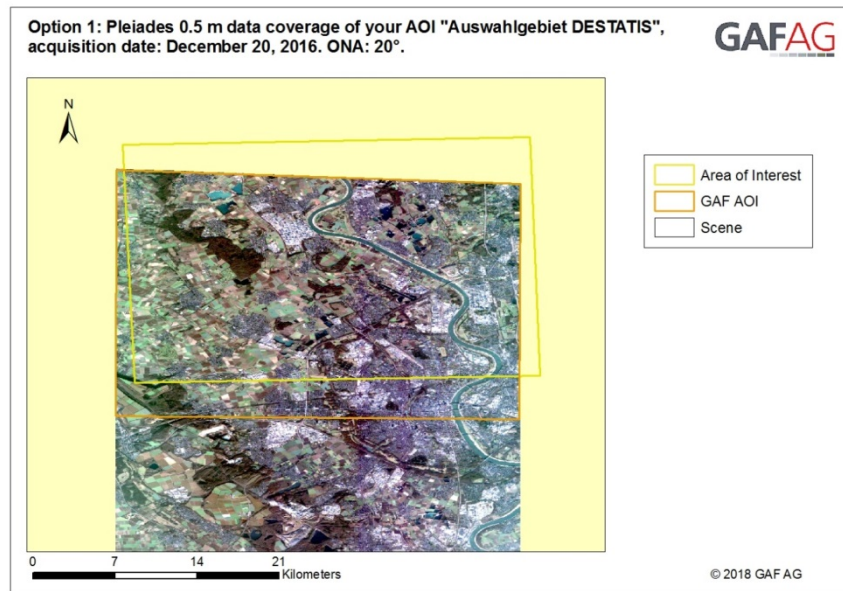 Option 1: Pleiades 0.5 m data coverage of your AOI "Auswahlgebiet DESTATIS",
acquisition date: December 20, 2016. ONA: 20°.
GAFAG
N
Area of Interest
GAF AOI
Scene
0 7 14 21
Kilometers
© 2018 GAF AG